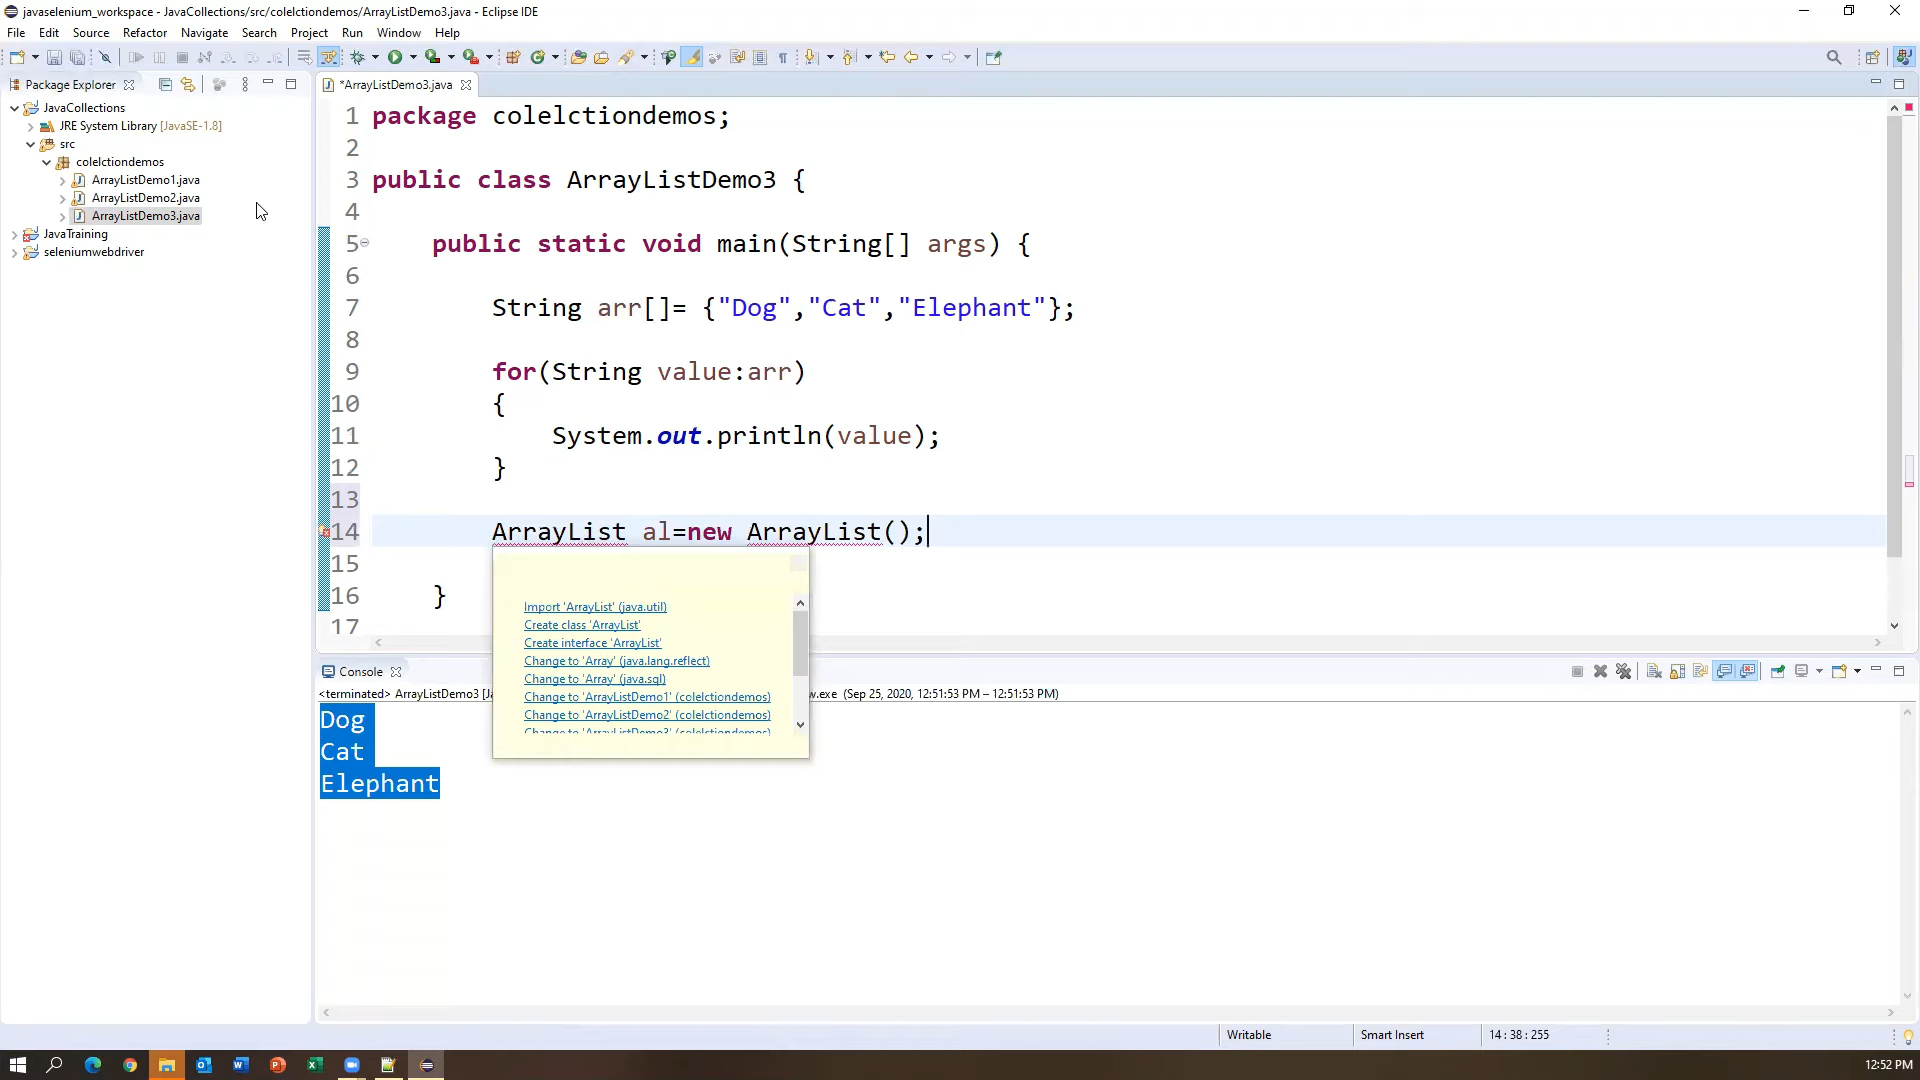 javaselenium_workspace - JavaCollections/src/colelctiondemos/ArrayListDemo3.java - Eclipse IDE
File Edit Source Refactor Navigate Search Project Run Window Help
Package Explorer
*ArrayListDemo3.java
JavaCollections
JRE System Library [JavaSE-1.8]
src
colelctiondemos
ArrayListDemo1.java
ArrayListDemo2.java
ArrayListDemo3.java
JavaTraining
seleniumwebdriver
1 package colelctiondemos;
2
3 public class ArrayListDemo3 {
4
5 public static void main(String[] args) {
6
7 String arr[]= {"Dog","Cat","Elephant"};
8
9 for(String value:arr)
10 {
11 System.out.println(value);
12 }
13
14 ArrayList al=new ArrayList();
15
16 }
17
Import 'ArrayList' (java.util)
Create class 'ArrayList'
Create interface 'ArrayList'
Change to 'Array' (java.lang.reflect)
Change to 'Array' (java.sql)
Change to 'ArrayListDemo1' (colelctiondemos)
Change to 'ArrayListDemo2' (colelctiondemos)
Change to 'ArrayListDemo3' (colelctiondemos)
Console
<terminated> ArrayListDemo3 [Ja w.exe (Sep 25, 2020, 12:51:53 PM – 12:51:53 PM)
Dog
Cat
Elephant
Writable Smart Insert 14 : 38 : 255
12:52 PM